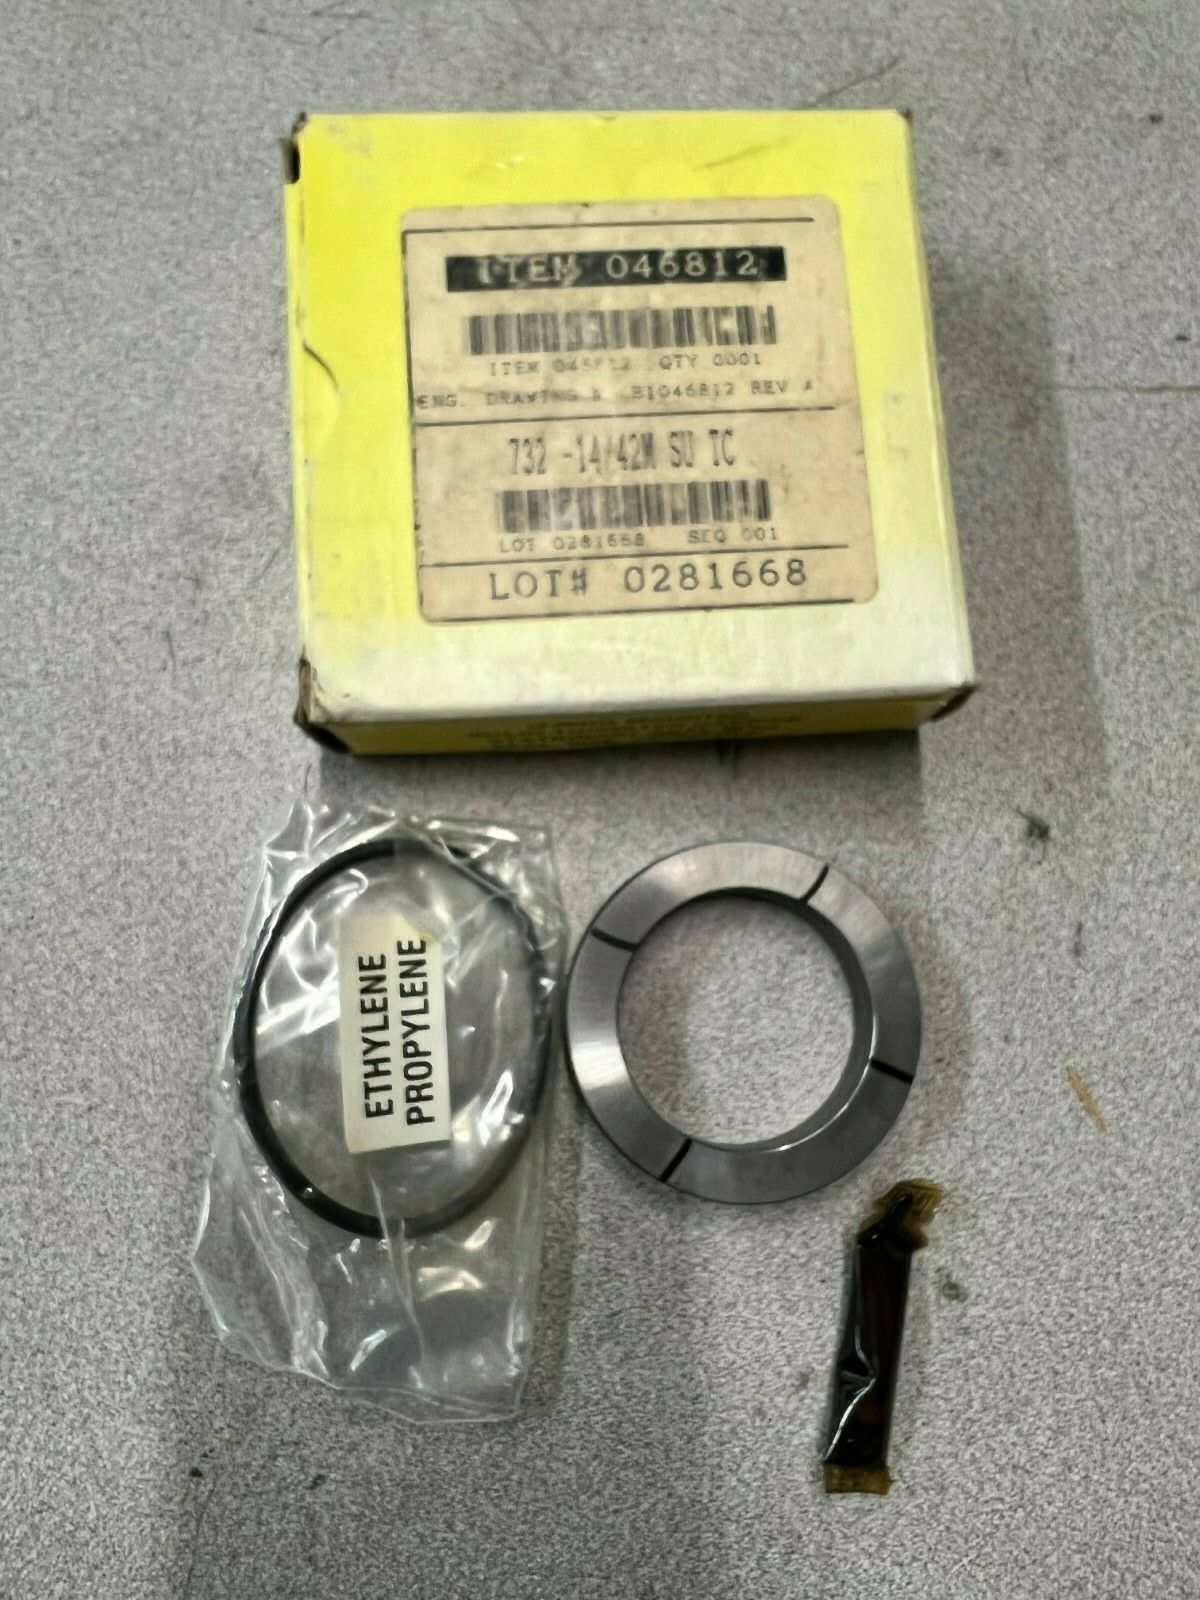 ITEM 046812
ITEM 046812 QTY 0001
ENG. DRAWING B1046812 REV A
732 -14/42M SU TC
LOT 0281668 SEQ 001
LOT# 0281668
ETHYLENE
PROPYLENE